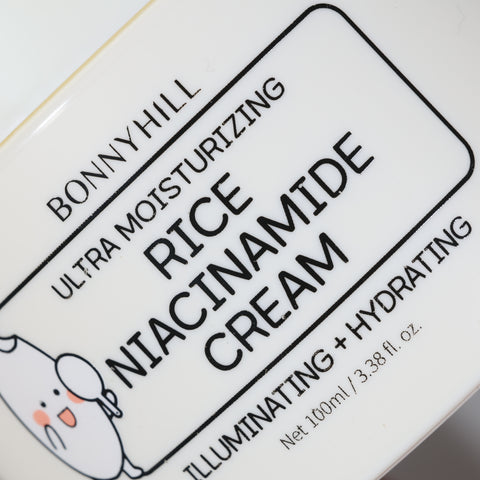 BONNYHILL
ULTRA MOISTURIZING
RICE
NIACINAMIDE
CREAM
ILLUMINATING + HYDRATING
Net 100ml / 3.38 fl. oz.